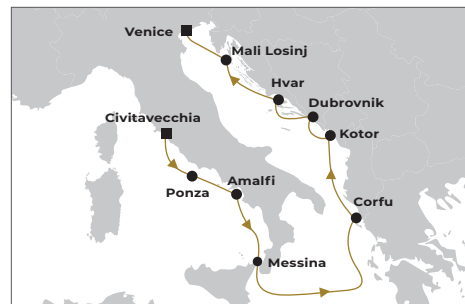 Venice
Mali Losinj
Hvar
Dubrovnik
Civitavecchia
Kotor
Ponza
Amalfi
Corfu
Messina